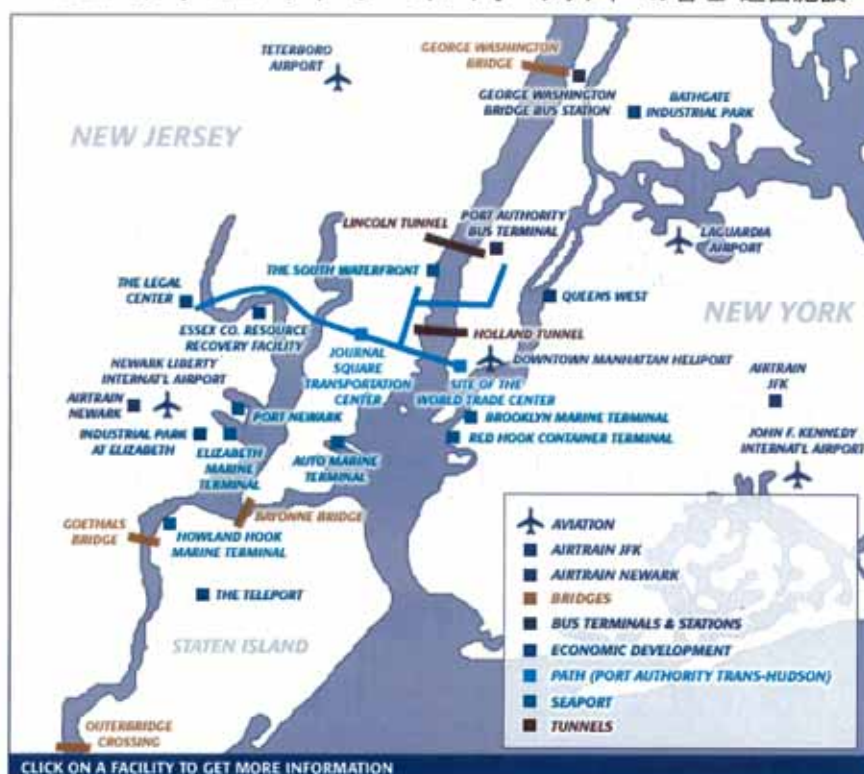 TETERBORO
AIRPORT
GEORGE WASHINGTON
BRIDGE
GEORGE WASHINGTON
BRIDGE BUS STATION
BATHGATE
INDUSTRIAL PARK
NEW JERSEY
LINCOLN TUNNEL
PORT AUTHORITY
BUS TERMINAL
LAGUARDIA
AIRPORT
THE SOUTH WATERFRONT
THE LEGAL
CENTER
QUEENS WEST
NEW YORK
ESSEX CO. RESOURCE
RECOVERY FACILITY
HOLLAND TUNNEL
JOURNAL
SQUARE
TRANSPORTATION
CENTER
DOWNTOWN MANHATTAN HELIPORT
SITE OF THE
WORLD TRADE CENTER
NEWARK LIBERTY
INTERNAT'L AIRPORT
AIRTRAIN
NEWARK
AIRTRAIN
JFK
PORT NEWARK
BROOKLYN MARINE TERMINAL
INDUSTRIAL PARK
AT ELIZABETH
ELIZABETH
MARINE
TERMINAL
AUTO MARINE
TERMINAL
RED HOOK CONTAINER TERMINAL
JOHN F. KENNEDY
INTERNAT'L AIRPORT
GOETHALS
BRIDGE
BAYONNE BRIDGE
HOWLAND HOOK
MARINE TERMINAL
THE TELEPORT
STATEN ISLAND
OUTERBRIDGE
CROSSING
AVIATION
AIRTRAIN JFK
AIRTRAIN NEWARK
BRIDGES
BUS TERMINALS & STATIONS
ECONOMIC DEVELOPMENT
PATH (PORT AUTHORITY TRANS-HUDSON)
SEAPORT
TUNNELS
CLICK ON A FACILITY TO GET MORE INFORMATION